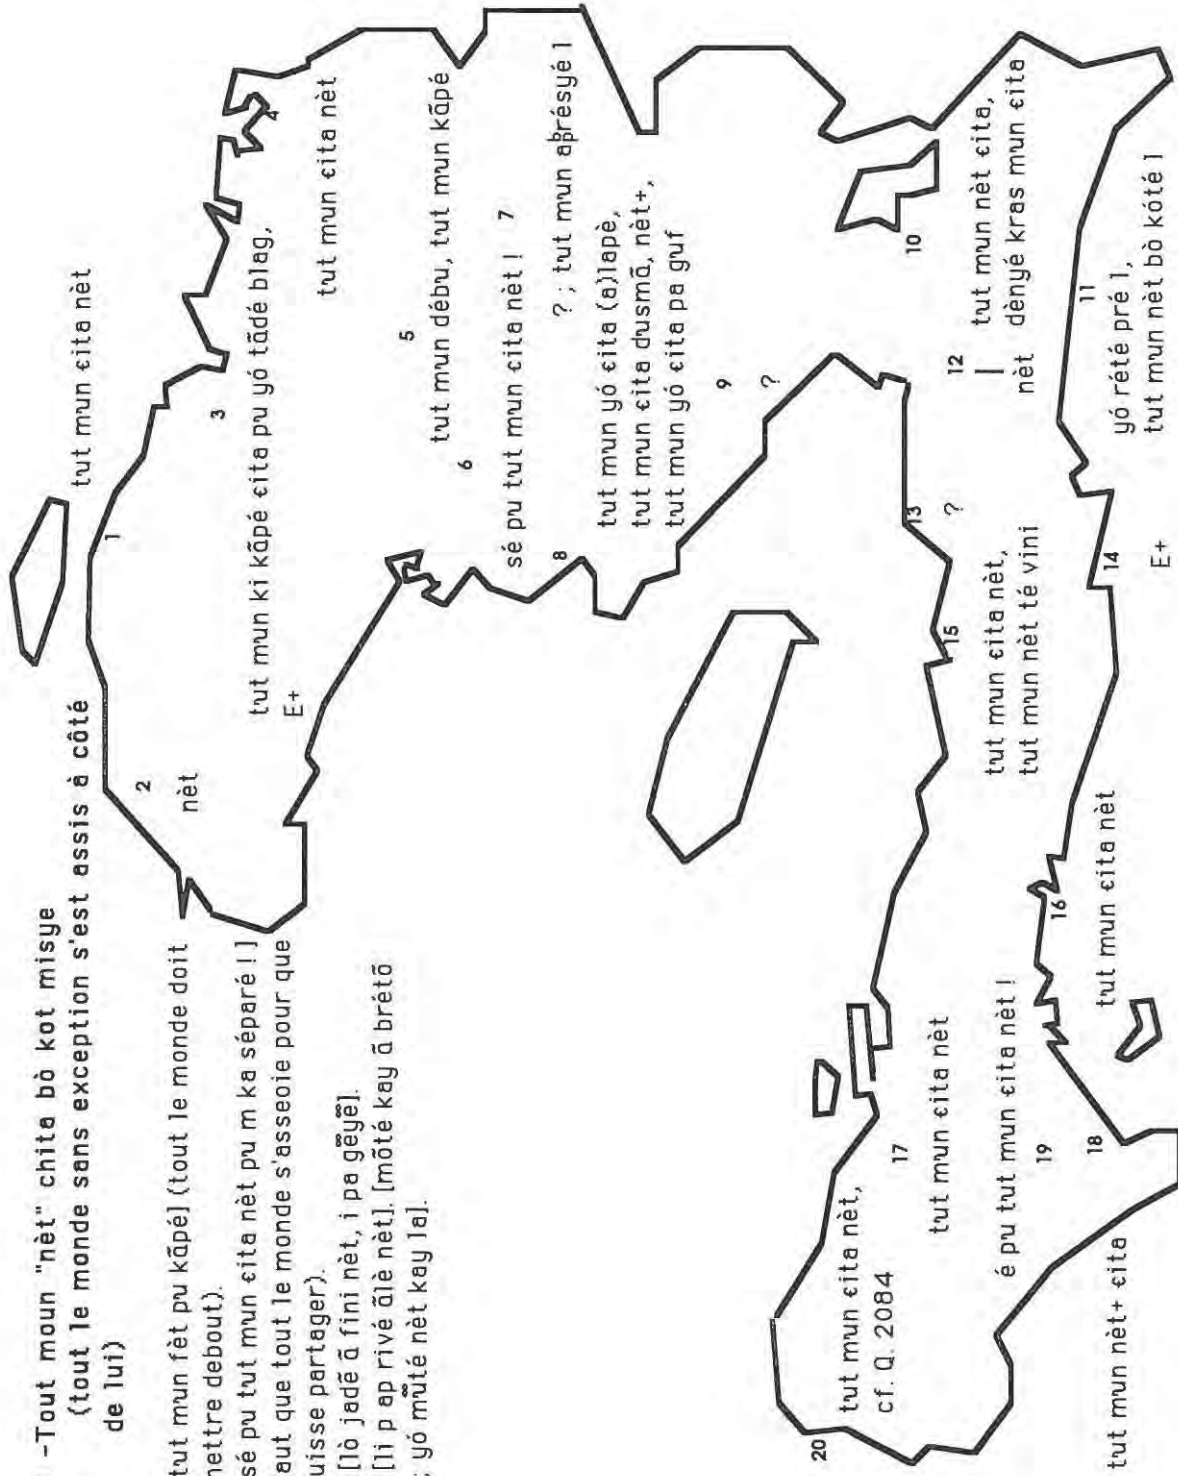 -Tout moun "nèt" chita bò kot misye
(tout le monde sans exception s'est assis à côté
de lui)
tut mun fèt pu kãpé] (tout le monde doit
mettre debout).
sé pu tut mun ɛita nèt pu m ka séparé !]
aut que tout le monde s'asseoie pour que
uisse partager).
[lò jadē ã fini nèt, i pa gëyë].
[li p ap rivé ãlè nèt]. [mõté kay ã brétõ
; yó mũté nèt kay la].
1
tut mun ɛita nèt
2
nèt
3
tut mun ki kãpé ɛita pu yó tãdé blag,
E+
4
tut mun ɛita nèt
5
tut mun débu, tut mun kãpé
6
sé pu tut mun ɛita nèt !
7
? ; tut mun aprésyé l
8
tut mun yó ɛita (a)lapè,
tut mun ɛita dusmã, nèt+,
tut mun yó ɛita pa guf
9
?
10
tut mun nèt ɛita,
dènyé kras mun ɛita
11
yó rété pré l,
tut mun nèt bò kóté l
12
nèt
13
?
14
E+
15
tut mun ɛita nèt,
tut mun nèt té vini
16
tut mun ɛita nèt
17
tut mun ɛita nèt
18
tut mun nèt+ ɛita
19
é pu tut mun ɛita nèt !
20
tut mun ɛita nèt,
cf. Q. 2084